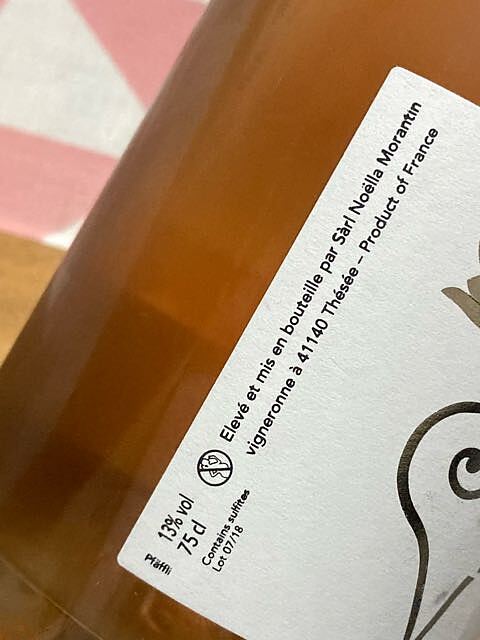 Elevé et mis en bouteille par Sàrl Noëlla Morantin
vigneronne à 41140 Thésée – Product of France
13% vol
75 cl
Contains sulfites
Lot 07/18
Pfäffli